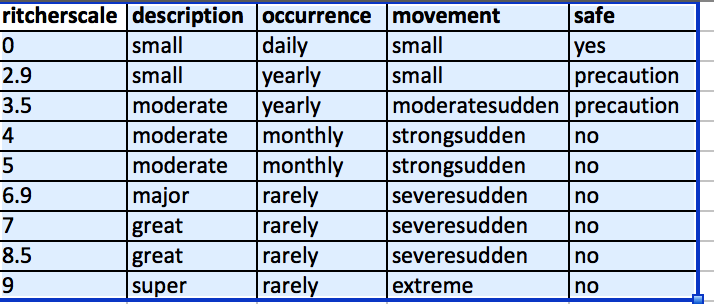 ritcherscale description occurrence movement safe
0 small daily small yes
2.9 small yearly small precaution
3.5 moderate yearly moderatesudden precaution
4 moderate monthly strongsudden no
5 moderate monthly strongsudden no
6.9 major rarely severesudden no
7 great rarely severesudden no
8.5 great rarely severesudden no
9 super rarely extreme no